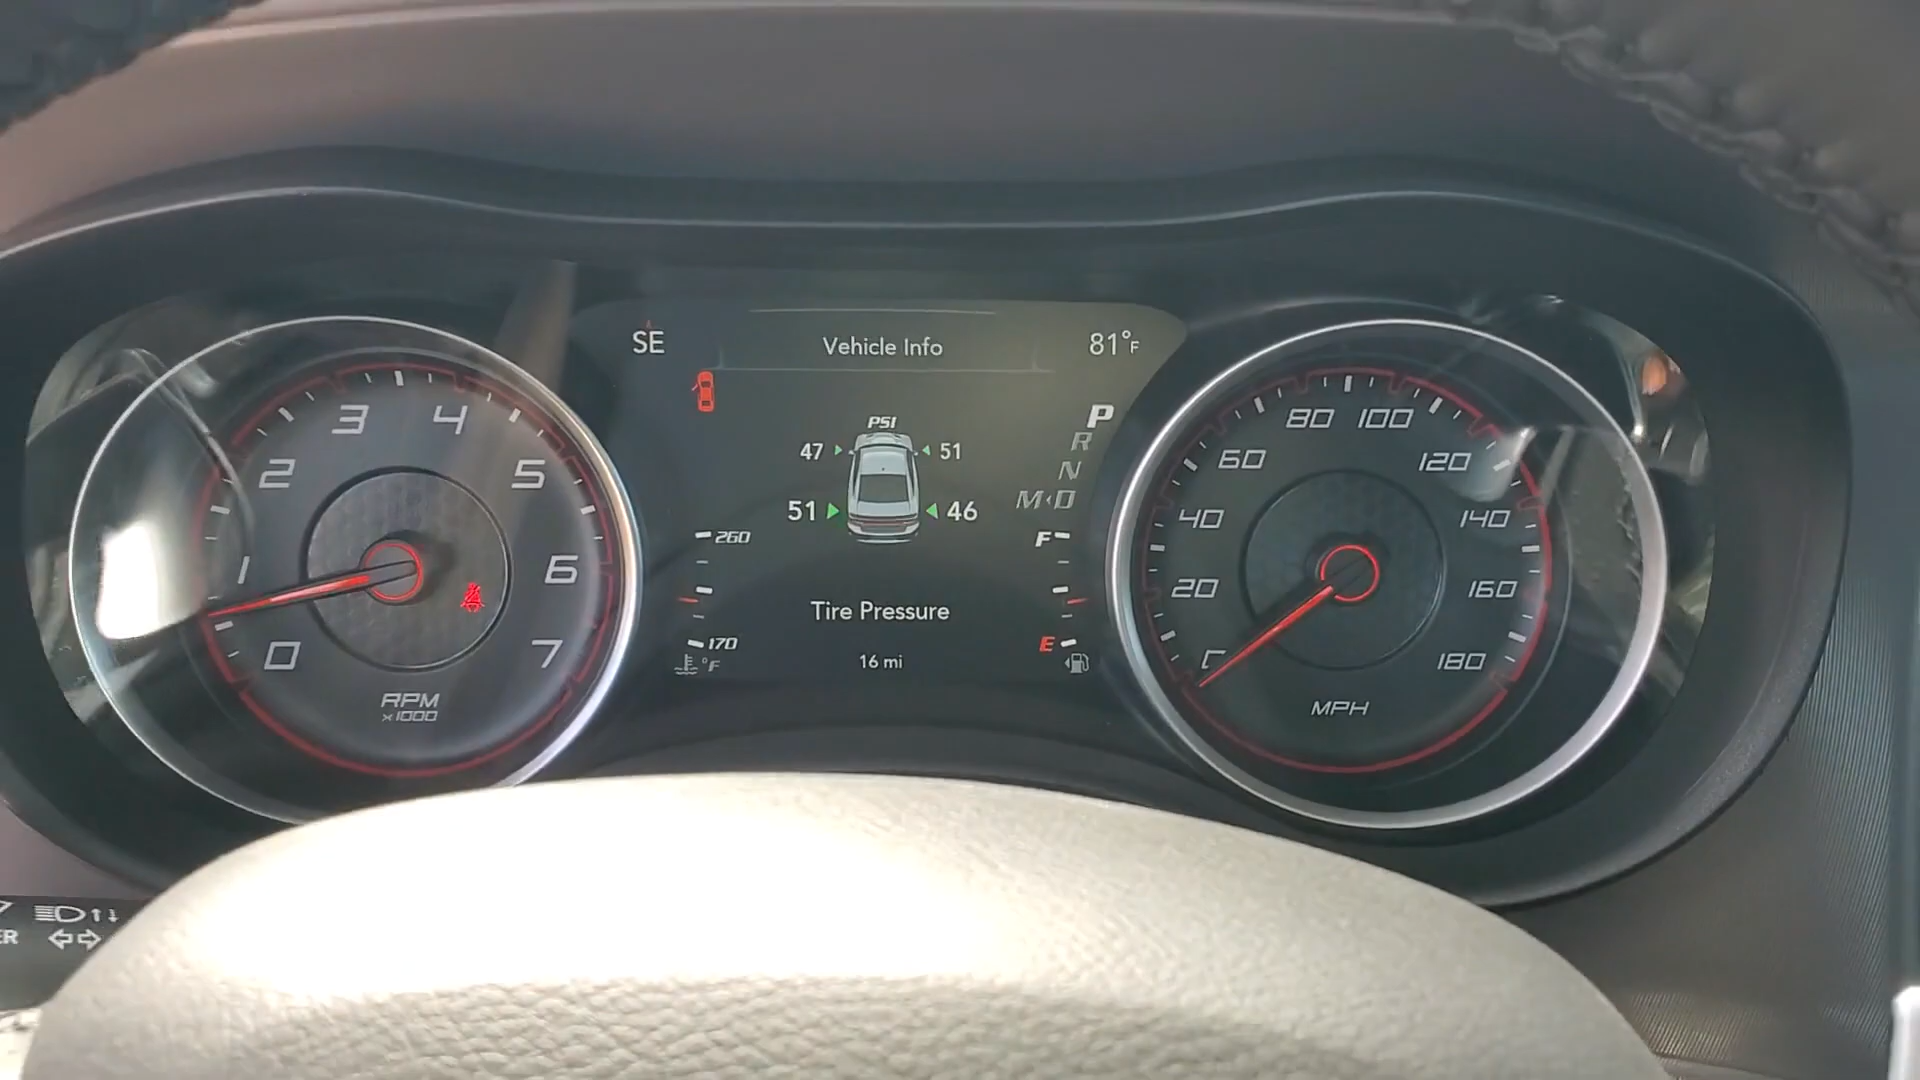 SE
Vehicle Info
81°F
PSI
47
51
51
46
P
R
N
M‹D
260
170
°F
F
E
Tire Pressure
16 mi
0
1
2
3
4
5
6
7
RPM
x1000
20
40
60
80
100
120
140
160
180
MPH
ER